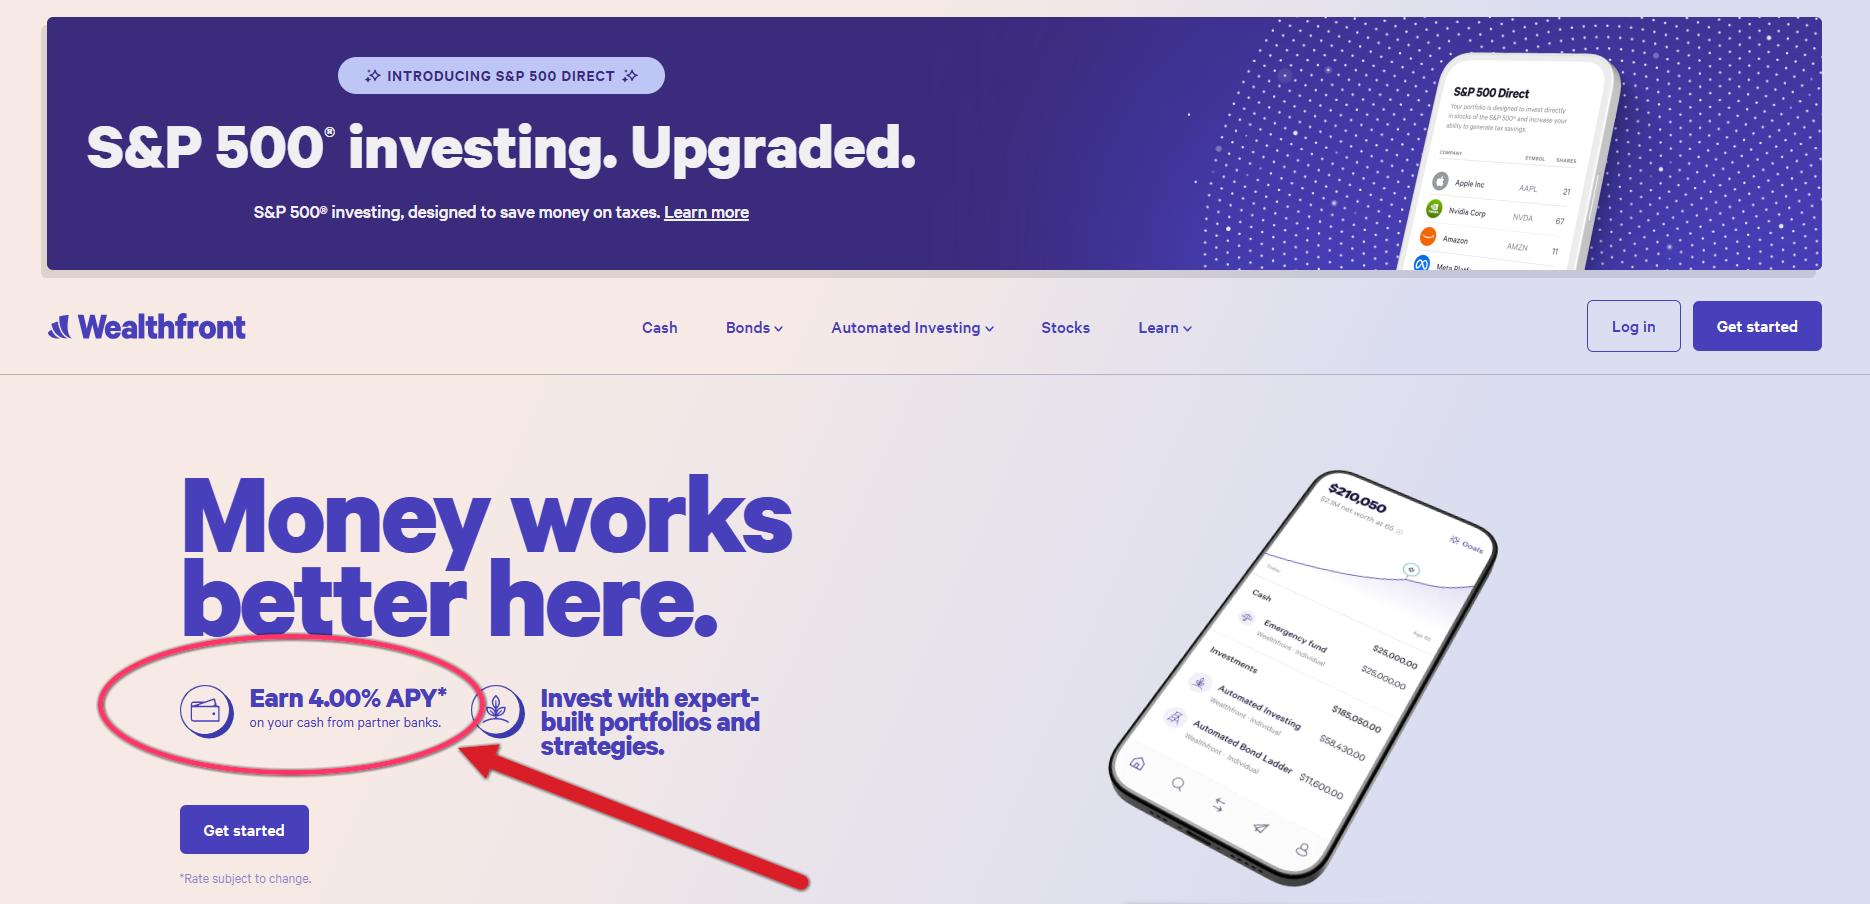 INTRODUCING S&P 500 DIRECT
S&P 500® investing. Upgraded.
S&P 500® investing, designed to save money on taxes. Learn more
S&P 500 Direct
Your portfolio is designed to invest directly
in stocks of the S&P 500® and increase your
ability to generate tax savings.
COMPANY SYMBOL SHARES
Apple Inc AAPL 21
Nvidia Corp NVDA 67
Amazon AMZN 11
Wealthfront
Cash Bonds Automated Investing Stocks Learn
Log in Get started
Money works
better here.
Earn 4.00% APY*
on your cash from partner banks.
Invest with expert-
built portfolios and
strategies.
Get started
*Rate subject to change.
$210,050
$2.1M net worth at 65
Goals
Today
Age 65
Cash $25,000.00
Emergency fund $25,000.00
Wealthfront · Individual
Investments $185,050.00
Automated Investing $58,430.00
Wealthfront · Individual
Automated Bond Ladder $11,600.00
Wealthfront · Individual